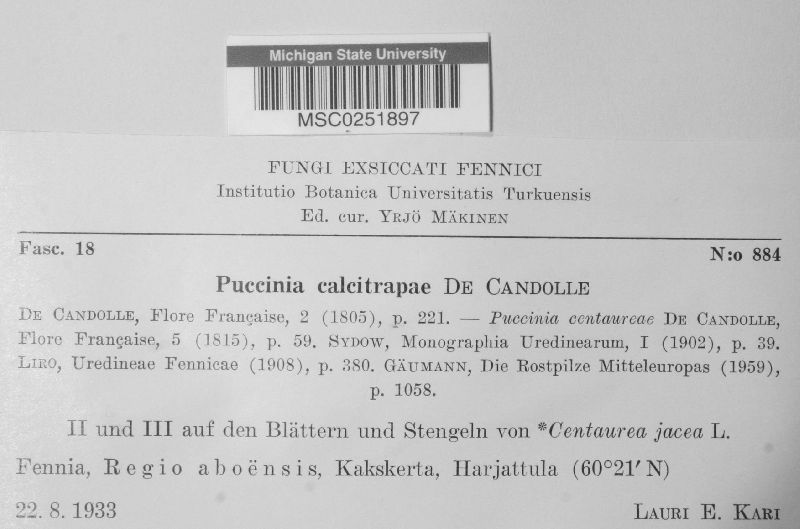 Michigan State University
MSC0251897
FUNGI EXSICCATI FENNICI
Institutio Botanica Universitatis Turkuensis
Ed. cur. YRJÖ MÄKINEN
Fasc. 18 N:o 884
Puccinia calcitrapae DE CANDOLLE
DE CANDOLLE, Flore Française, 2 (1805), p. 221. — Puccinia centaureae DE CANDOLLE,
Flore Française, 5 (1815), p. 59. SYDOW, Monographia Uredinearum, I (1902), p. 39.
LIRO, Uredineae Fennicae (1908), p. 380. GÄUMANN, Die Rostpilze Mitteleuropas (1959),
p. 1058.
II und III auf den Blättern und Stengeln von *Centaurea jacea L.
Fennia, Regio aboënsis, Kakskerta, Harjattula (60°21′ N)
22. 8. 1933 LAURI E. KARI